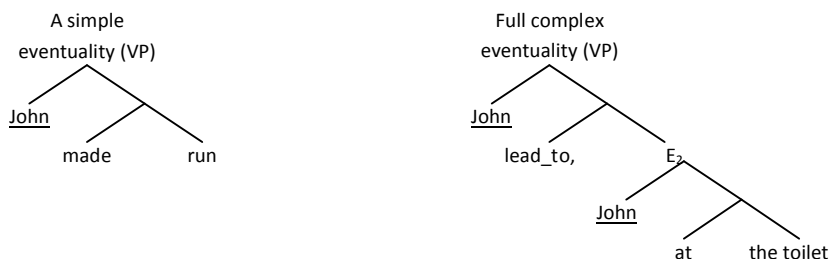 A simple
eventuality (VP)
John
made run
Full complex
eventuality (VP)
John
lead_to, E₂
John
at the toilet